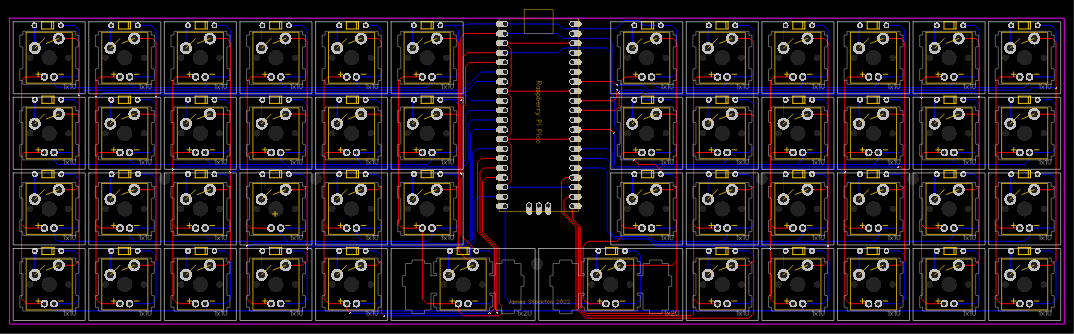 1x1U 1x1U 1x1U 1x1U 1x1U 1x1U 1x1U 1x1U 1x1U 1x1U 1x1U 1x1U
Raspberry Pi Pico
1x1U 1x1U 1x1U 1x1U 1x1U 1x1U 1x1U 1x1U 1x1U 1x1U 1x1U 1x1U
1x1U 1x1U 1x1U 1x1U 1x1U 1x1U 1x1U 1x1U 1x1U 1x1U 1x1U 1x1U
James Stockton 2022
1x1U 1x1U 1x1U 1x1U 1x1U 1x2U 1x2U 1x1U 1x1U 1x1U 1x1U 1x1U